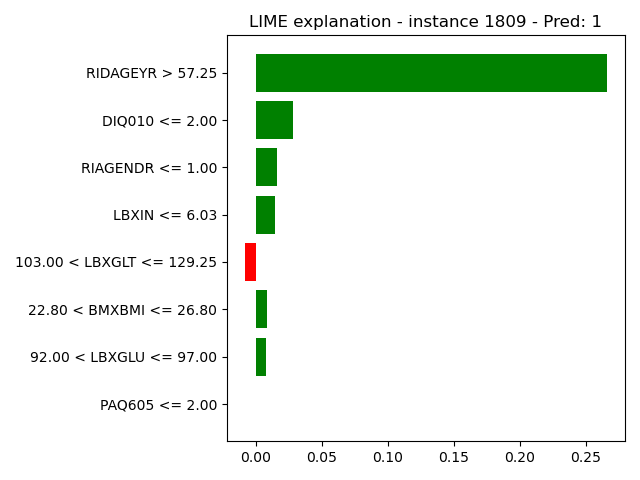 LIME explanation - instance 1809 - Pred: 1
RIDAGEYR > 57.25
DIQ010 <= 2.00
RIAGENDR <= 1.00
LBXIN <= 6.03
103.00 < LBXGLT <= 129.25
22.80 < BMXBMI <= 26.80
92.00 < LBXGLU <= 97.00
PAQ605 <= 2.00
0.00 0.05 0.10 0.15 0.20 0.25